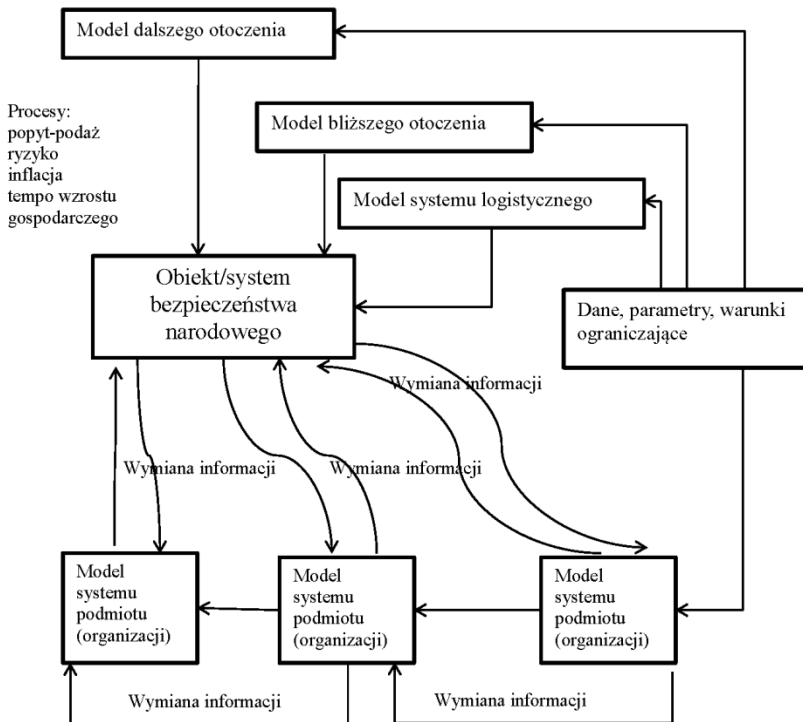 Model dalszego otoczenia
Procesy:
popyt-podaż
ryzyko
inflacja
tempo wzrostu
gospodarczego
Model bliższego otoczenia
Model systemu logistycznego
Obiekt/system
bezpieczeństwa
narodowego
Dane, parametry, warunki
ograniczające
Wymiana informacji
Wymiana informacji
Wymiana informacji
Model
systemu
podmiotu
(organizacji)
Model
systemu
podmiotu
(organizacji)
Model
systemu
podmiotu
(organizacji)
Wymiana informacji
Wymiana informacji